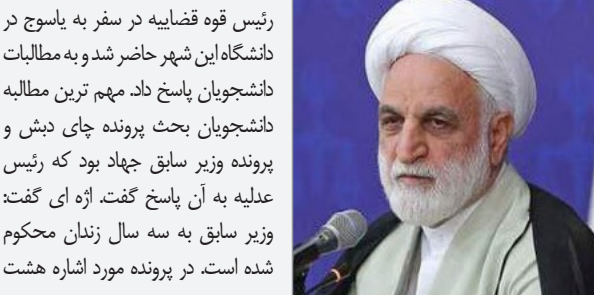 رئیس قوه قضاییه در سفر به یاسوج در
دانشگاه این شهر حاضر شد و به مطالبات
دانشجویان پاسخ داد. مهم ترین مطالبه
دانشجویان بحث پرونده چای دبش و
پرونده وزیر سابق جهاد بود که رئیس
عدلیه به آن پاسخ گفت. اژه ای گفت:
وزیر سابق به سه سال زندان محکوم
شده است. در پرونده مورد اشاره هشت